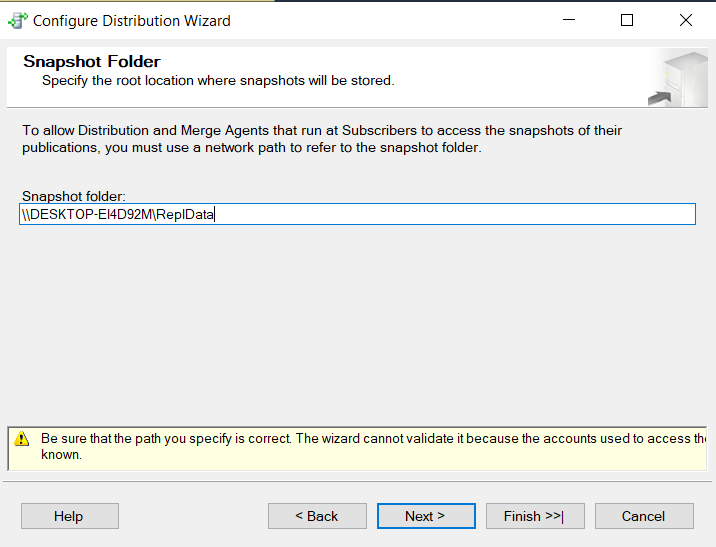 Configure Distribution Wizard
Snapshot Folder
Specify the root location where snapshots will be stored.
To allow Distribution and Merge Agents that run at Subscribers to access the snapshots of their
publications, you must use a network path to refer to the snapshot folder.
Snapshot folder:
\\DESKTOP-EI4D92M\ReplData
Be sure that the path you specify is correct. The wizard cannot validate it because the accounts used to access
known.
Help
< Back
Next >
Finish >>|
Cancel